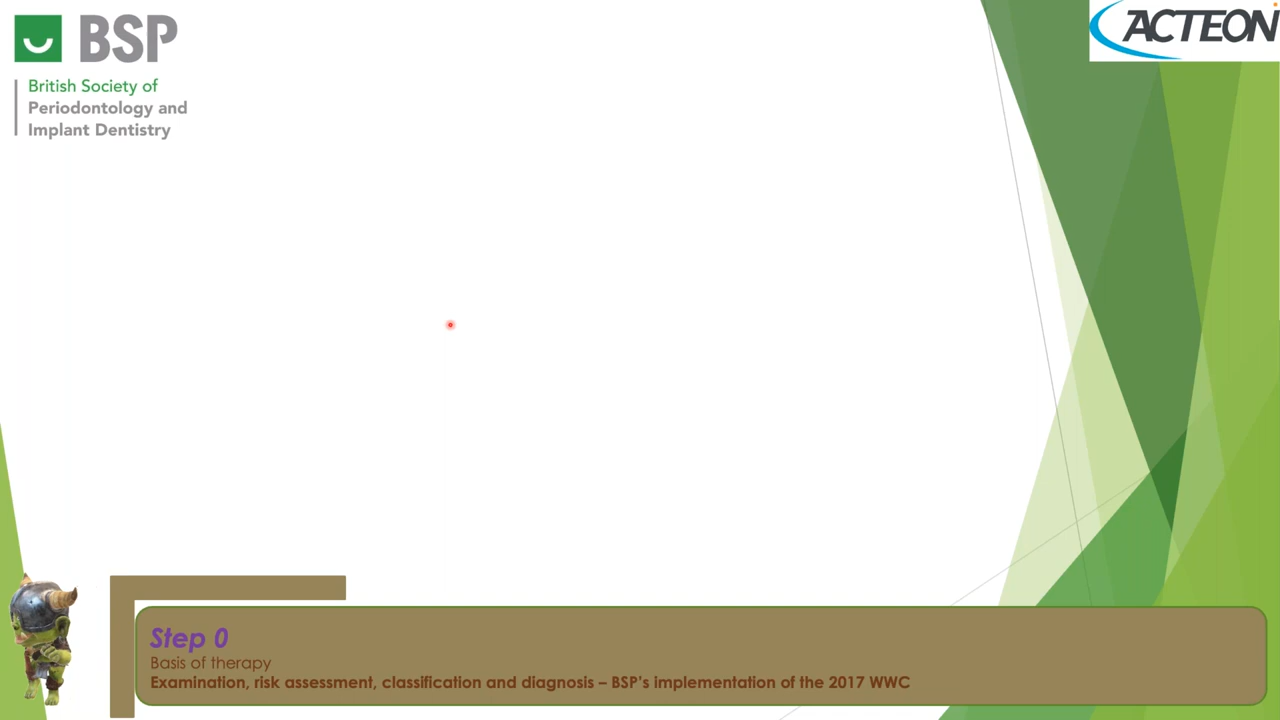 BSP
British Society of
Periodontology and
Implant Dentistry
ACTEON
Step 0
Basis of therapy
Examination, risk assessment, classification and diagnosis – BSP's implementation of the 2017 WWC